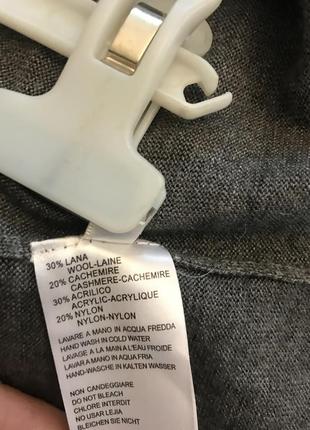 30% LANA
WOOL-LAINE
20% CACHEMIRE
CASHMERE-CACHEMIRE
30% ACRILICO
ACRYLIC-ACRYLIQUE
20% NYLON
NYLON-NYLON
LAVARE A MANO IN ACQUA FREDDA
HAND WASH IN COLD WATER
LAVAGE A LA MAIN A L'EAU FROIDE
LAVAR A MANO EN AQUA FRIA
HAND-WASCHE IN KALTEN WASSER
NON CANDEGGIARE
DO NOT BLEACH
CHLORE INTERDIT
NO USAR LEJIA
BLEICHEN SIE NICHT